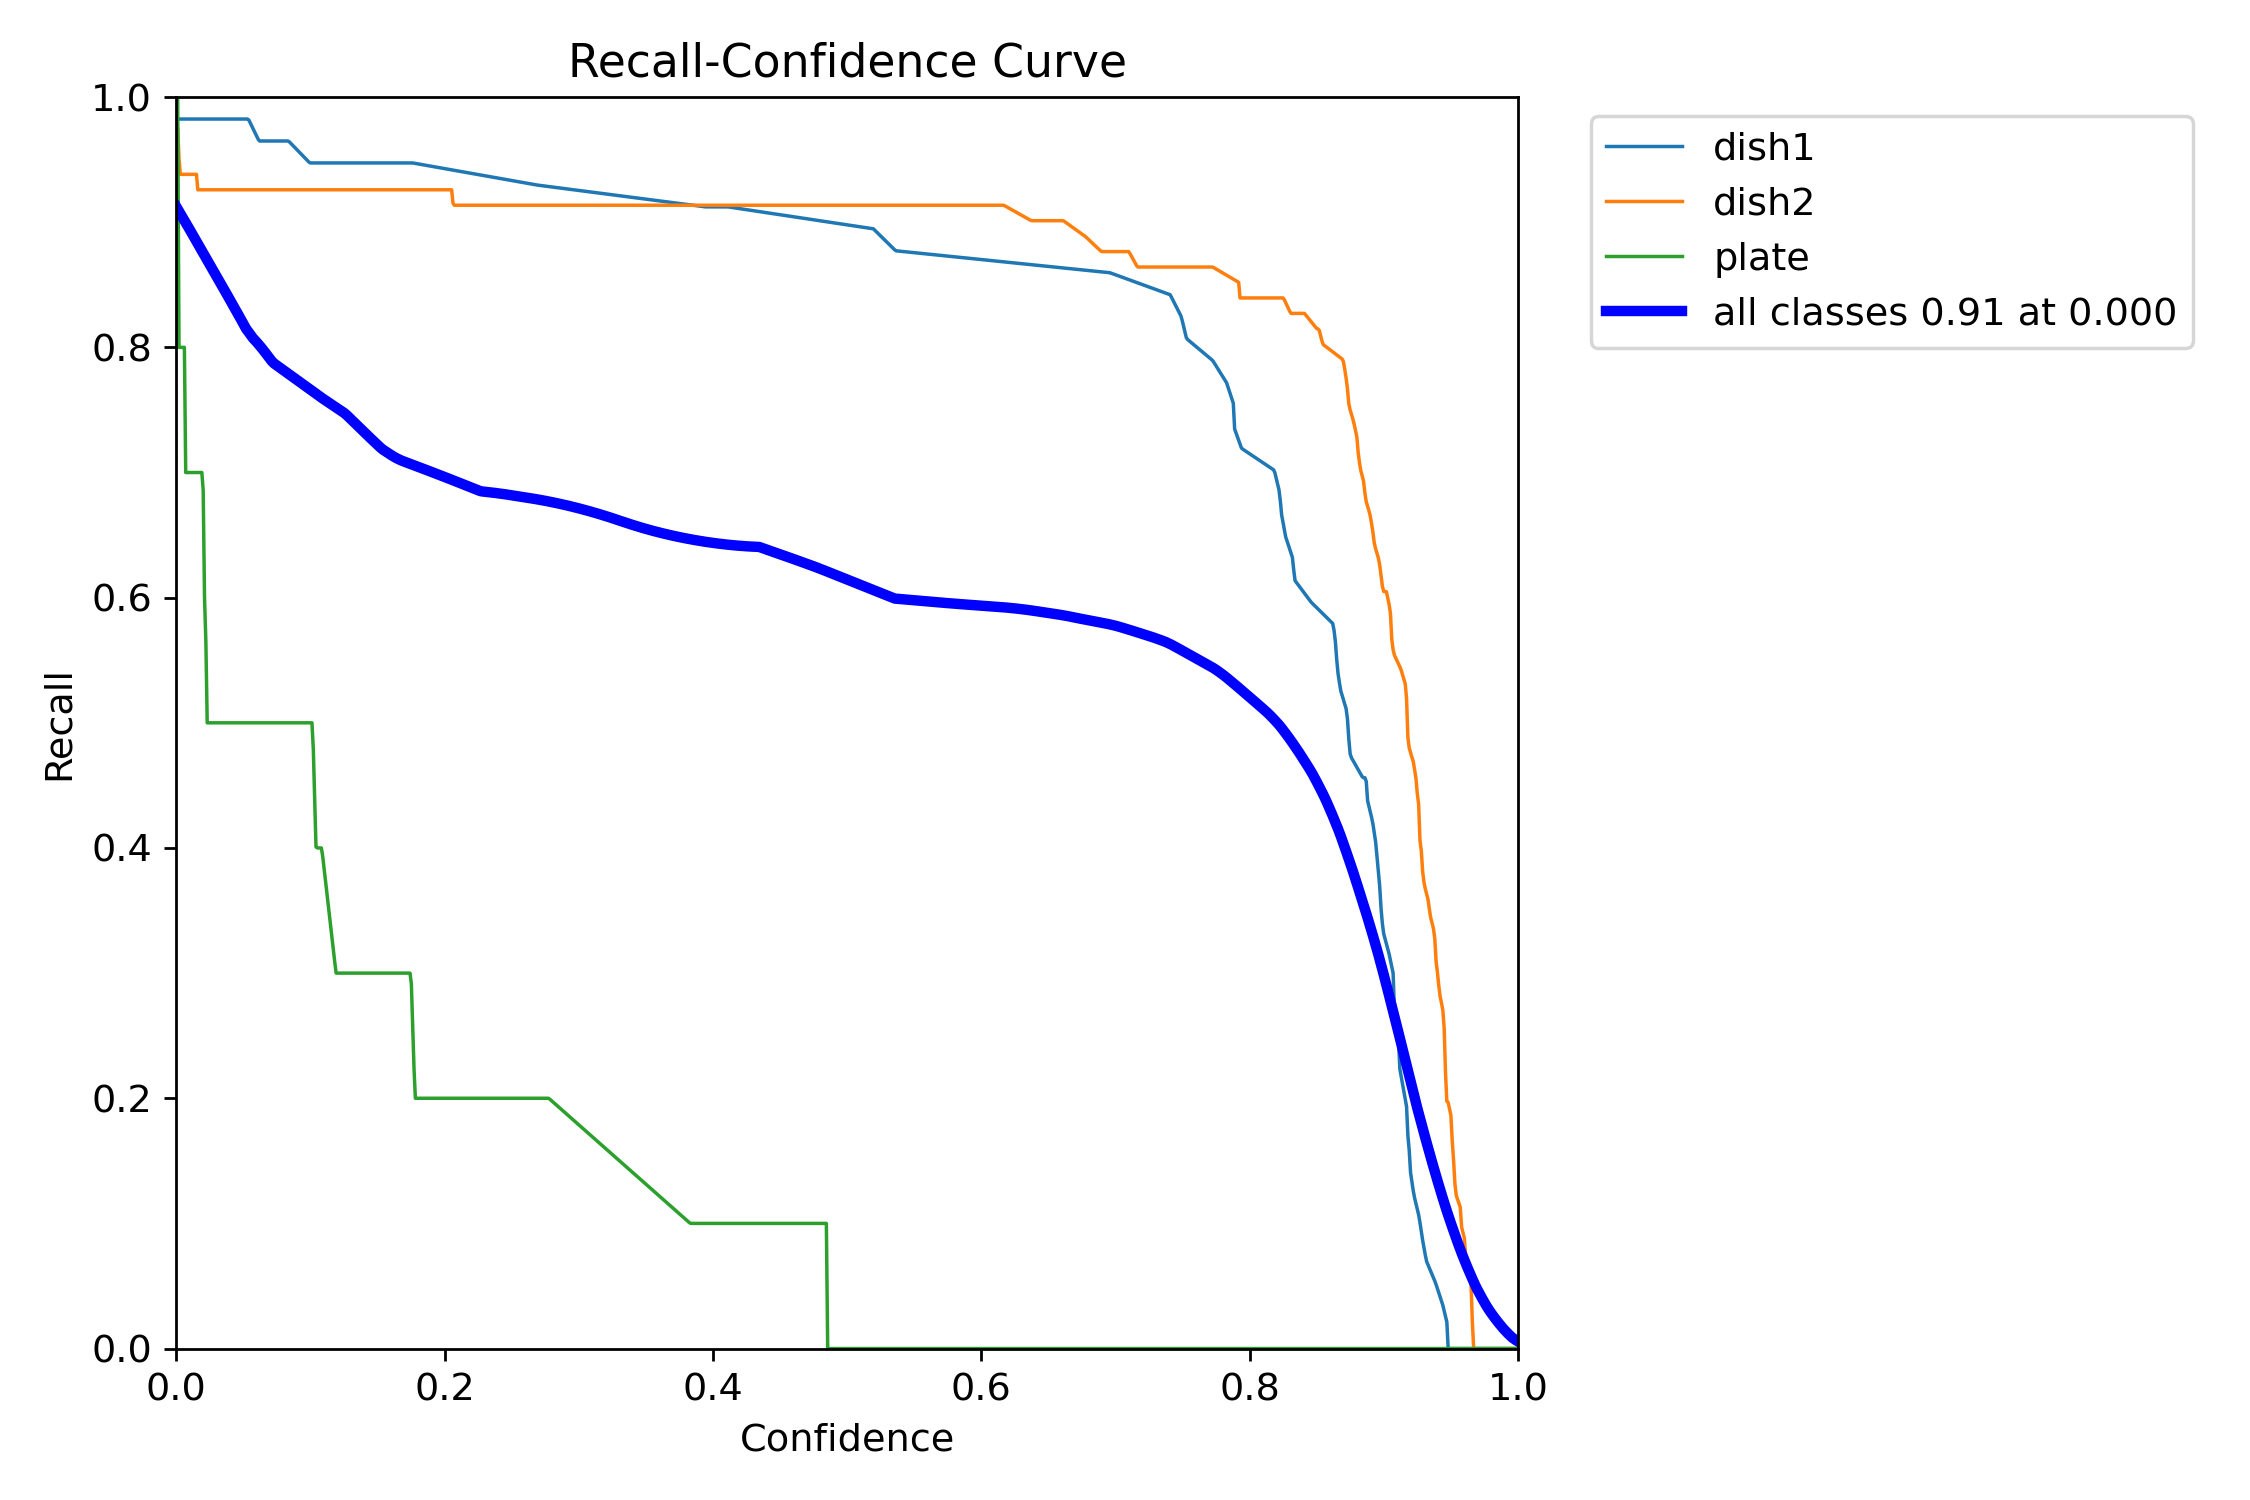 Recall-Confidence Curve
1.0
0.8
0.6
0.4
0.2
0.0
Recall
0.0 0.2 0.4 0.6 0.8 1.0
Confidence
dish1
dish2
plate
all classes 0.91 at 0.000